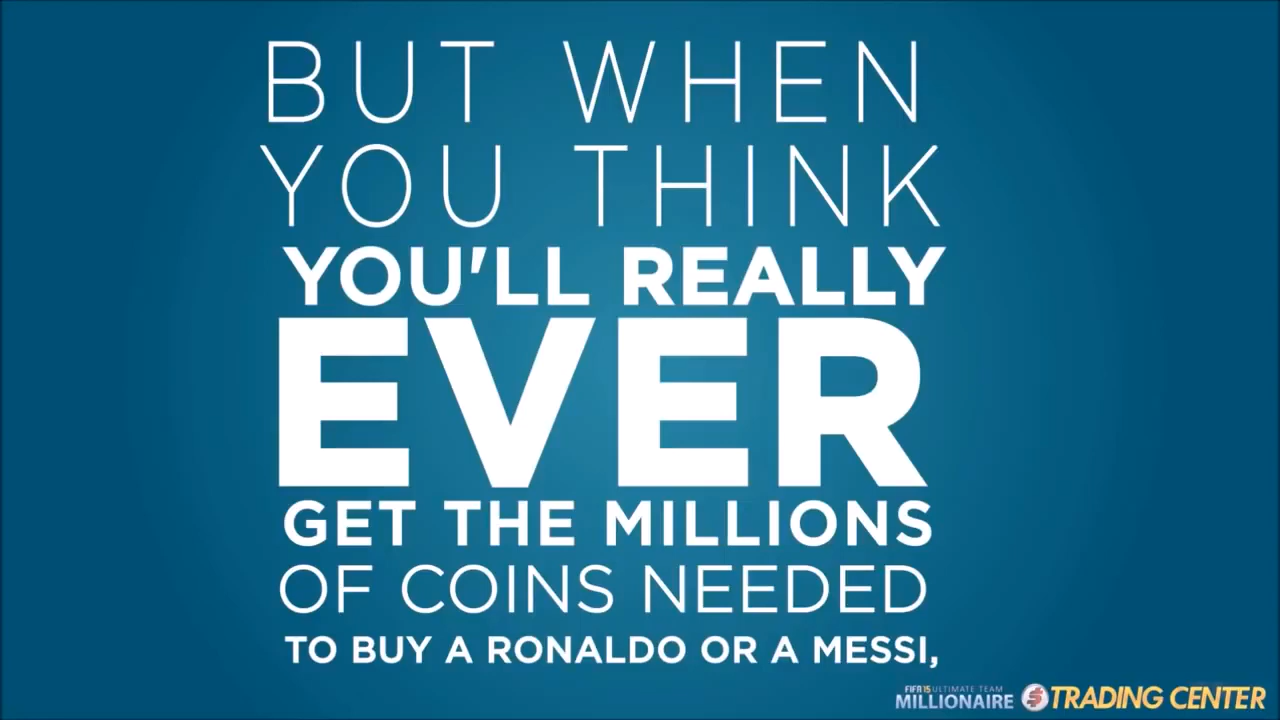 BUT WHEN
YOU THINK
YOU'LL REALLY
EVER
GET THE MILLIONS
OF COINS NEEDED
TO BUY A RONALDO OR A MESSI,
FIFA 15 ULTIMATE TEAM
MILLIONAIRE TRADING CENTER